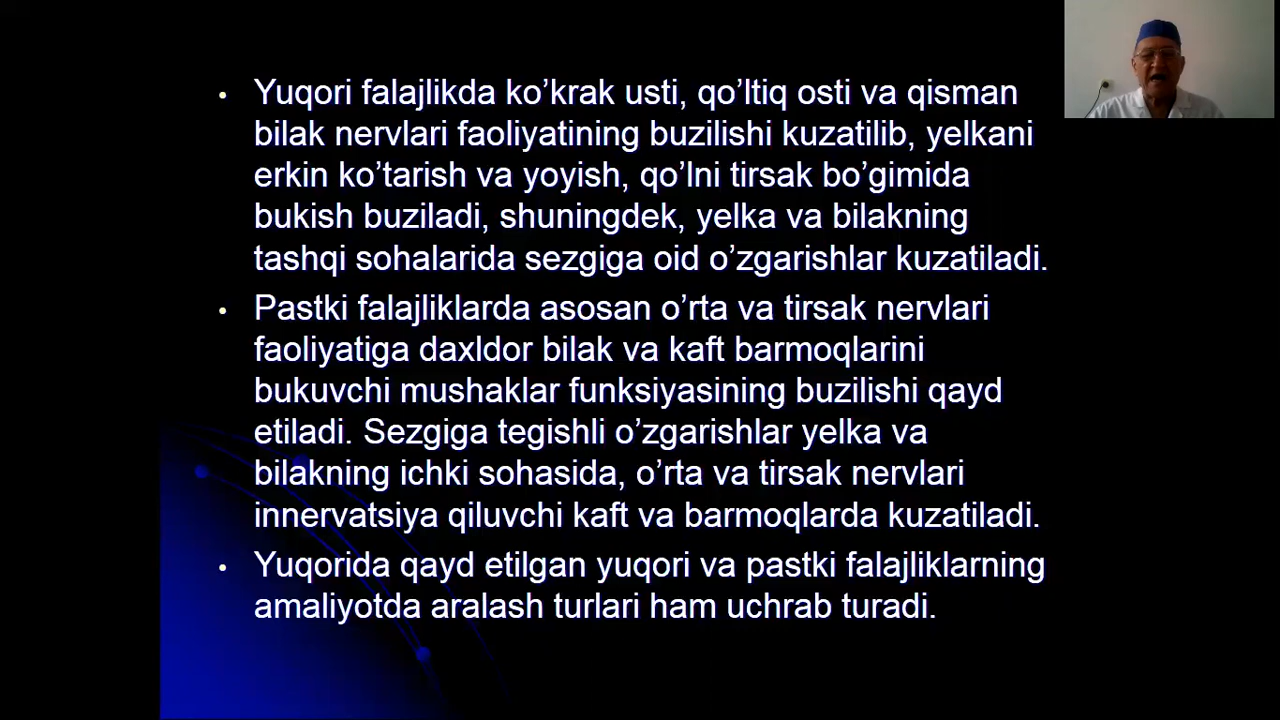 • Yuqori falajlikda ko’krak usti, qo’ltiq osti va qisman
bilak nervlari faoliyatining buzilishi kuzatilib, yelkani
erkin ko’tarish va yoyish, qo’lni tirsak bo’gimida
bukish buziladi, shuningdek, yelka va bilakning
tashqi sohalarida sezgiga oid o’zgarishlar kuzatiladi.
• Pastki falajliklarda asosan o’rta va tirsak nervlari
faoliyatiga daxldor bilak va kaft barmoqlarini
bukuvchi mushaklar funksiyasining buzilishi qayd
etiladi. Sezgiga tegishli o’zgarishlar yelka va
bilakning ichki sohasida, o’rta va tirsak nervlari
innervatsiya qiluvchi kaft va barmoqlarda kuzatiladi.
• Yuqorida qayd etilgan yuqori va pastki falajliklarning
amaliyotda aralash turlari ham uchrab turadi.